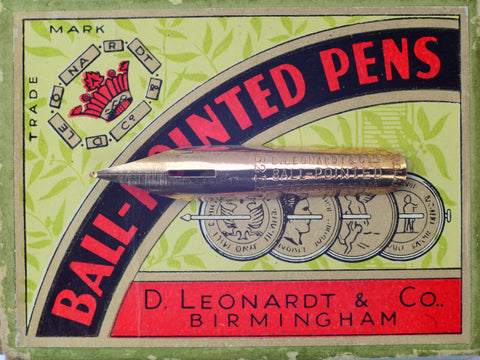 TRADE MARK
LEONARDT & Co
BALL-POINTED PENS
D. LEONARDT & Co
BALL-POINTED
D. LEONARDT & Co.,
BIRMINGHAM